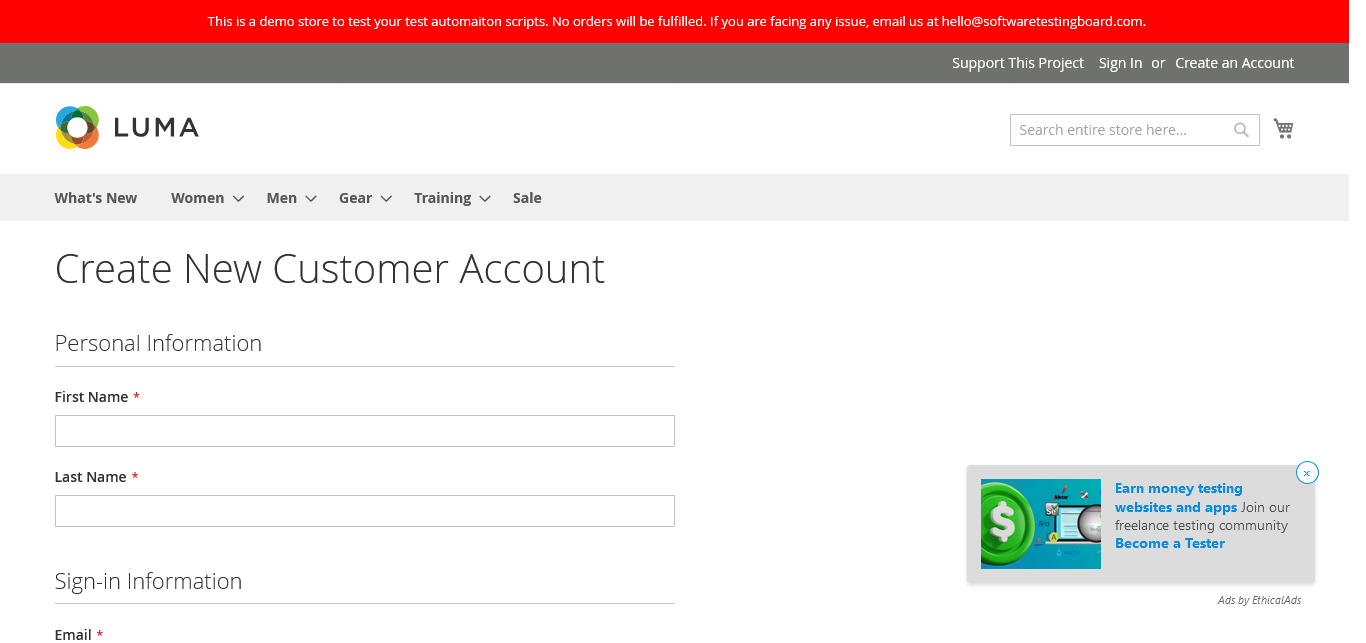 This is a demo store to test your test automaiton scripts. No orders will be fulfilled. If you are facing any issue, email us at hello@softwaretestingboard.com.
Support This Project Sign In or Create an Account
LUMA
Search entire store here...
What's New Women Men Gear Training Sale
Create New Customer Account
Personal Information
First Name *
Last Name *
Sign-in Information
Email *
Earn money testing
websites and apps Join our
freelance testing community
Become a Tester
Ads by EthicalAds